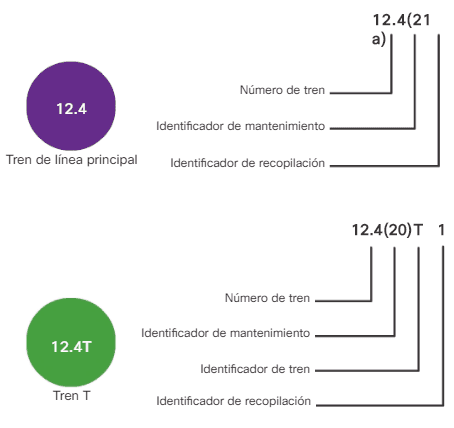 12.4(21
a)
Número de tren
12.4
Identificador de mantenimiento
Tren de línea principal
Identificador de recopilación
12.4(20)T 1
Número de tren
Identificador de mantenimiento
12.4T
Identificador de tren
Tren T
Identificador de recopilación